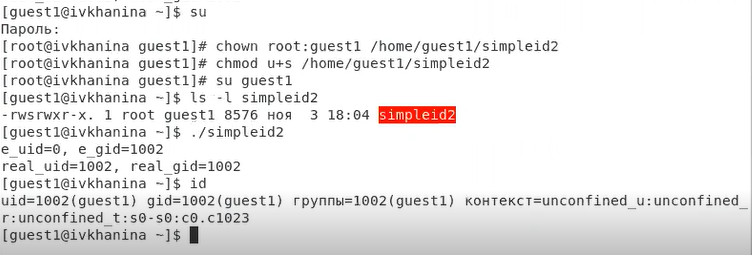 [guest1@ivkhanina ~]$ su
Пароль:
[root@ivkhanina guest1]# chown root:guest1 /home/guest1/simpleid2
[root@ivkhanina guest1]# chmod u+s /home/guest1/simpleid2
[root@ivkhanina guest1]# su guest1
[guest1@ivkhanina ~]$ ls -l simpleid2
-rwsrwxr-x. 1 root guest1 8576 ноя  3 18:04 simpleid2
[guest1@ivkhanina ~]$ ./simpleid2
e_uid=0, e_gid=1002
real_uid=1002, real_gid=1002
[guest1@ivkhanina ~]$ id
uid=1002(guest1) gid=1002(guest1) группы=1002(guest1) контекст=unconfined_u:unconfined_
r:unconfined_t:s0-s0:c0.c1023
[guest1@ivkhanina ~]$